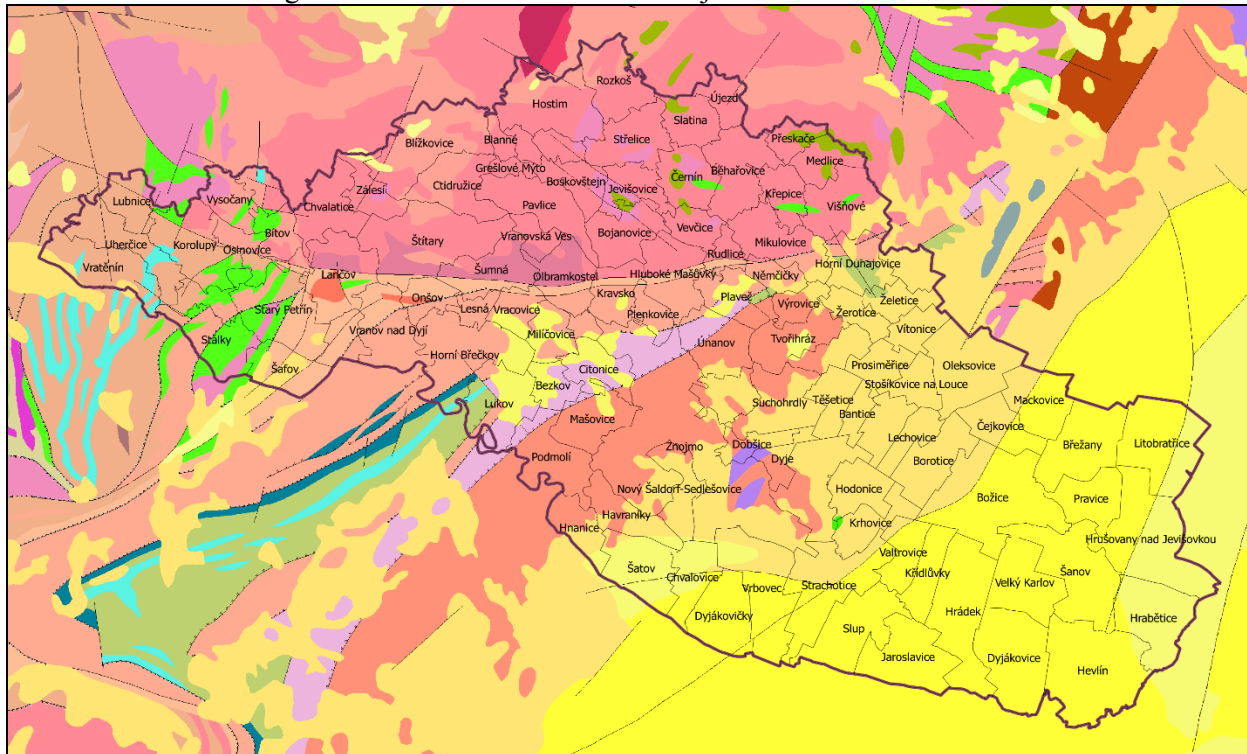 Rozkoš
Hostim
Újezd
Slatina
Blížkovice
Blanné
Střelice
Přeskače
Medlice
Grešlové Mýto
Boskovštejn
Jevišovice
Černín
Běhařovice
Zálesí
Ctidružice
Křepice
Višňové
Lubnice
Vysočany
Chvalatice
Pavlice
Bítov
Bojanovice
Vevčice
Uherčice
Korolupy
Oslnovice
Štítary
Vranovská Ves
Rudlice
Mikulovice
Vratěnín
Lančov
Šumná
Olbramkostel
Hluboké Mašůvky
Němčičky
Horní Dunajovice
Starý Petřín
Onšov
Lesná
Vracovice
Kravsko
Plaveč
Výrovice
Želetice
Stálky
Vranov nad Dyjí
Milíčovice
Plenkovice
Žerotice
Vítonice
Šafov
Horní Břečkov
Únanov
Tvořihráz
Citonice
Prosiměřice
Oleksovice
Bezkov
Stošíkovice na Louce
Lukov
Suchohrdly
Těšetice
Mackovice
Mašovice
Bantice
Čejkovice
Znojmo
Dobšice
Lechovice
Břežany
Litobratřice
Podmolí
Dyje
Borotice
Nový Šaldorf-Sedlešovice
Hodonice
Božice
Pravice
Hnanice
Havraníky
Krhovice
Hrušovany nad Jevišovkou
Šatov
Chvalovice
Valtrovice
Křídlůvky
Velký Karlov
Šanov
Vrbovec
Strachotice
Dyjákovičky
Hrádek
Hrabětice
Slup
Jaroslavice
Dyjákovice
Hevlín